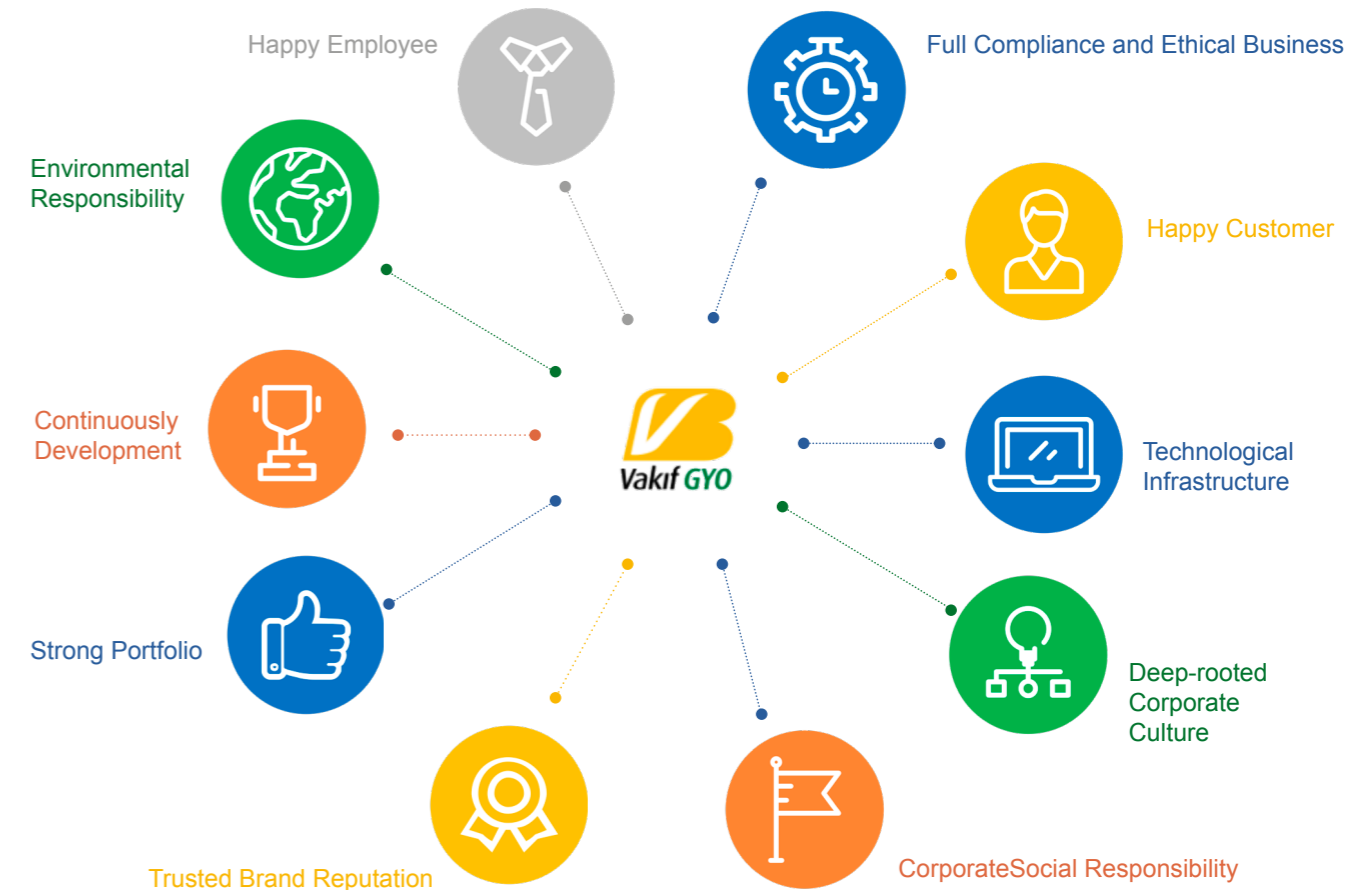 Happy Employee
Full Compliance and Ethical Business
Environmental
Responsibility
Happy Customer
Continuously
Development
Vakıf GYO
Technological
Infrastructure
Strong Portfolio
Deep-rooted
Corporate
Culture
Trusted Brand Reputation
CorporateSocial Responsibility